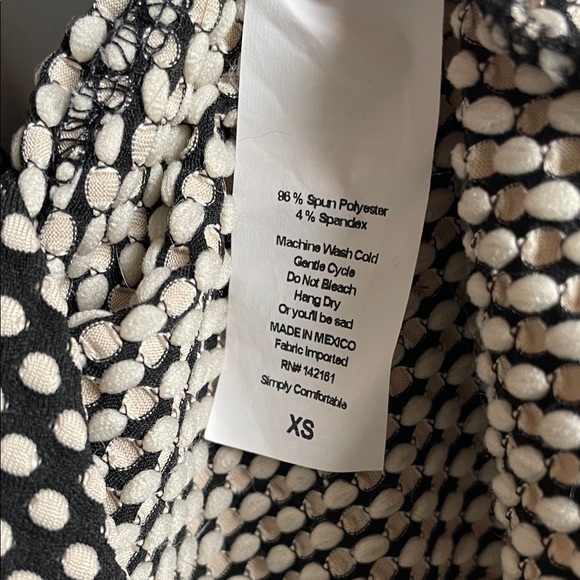 96 % Spun Polyester
4 % Spandex
Machine Wash Cold
Gentle Cycle
Do Not Bleach
Hang Dry
Or you'll be sad
MADE IN MEXICO
Fabric Imported
RN# 142161
Simply Comfortable
XS